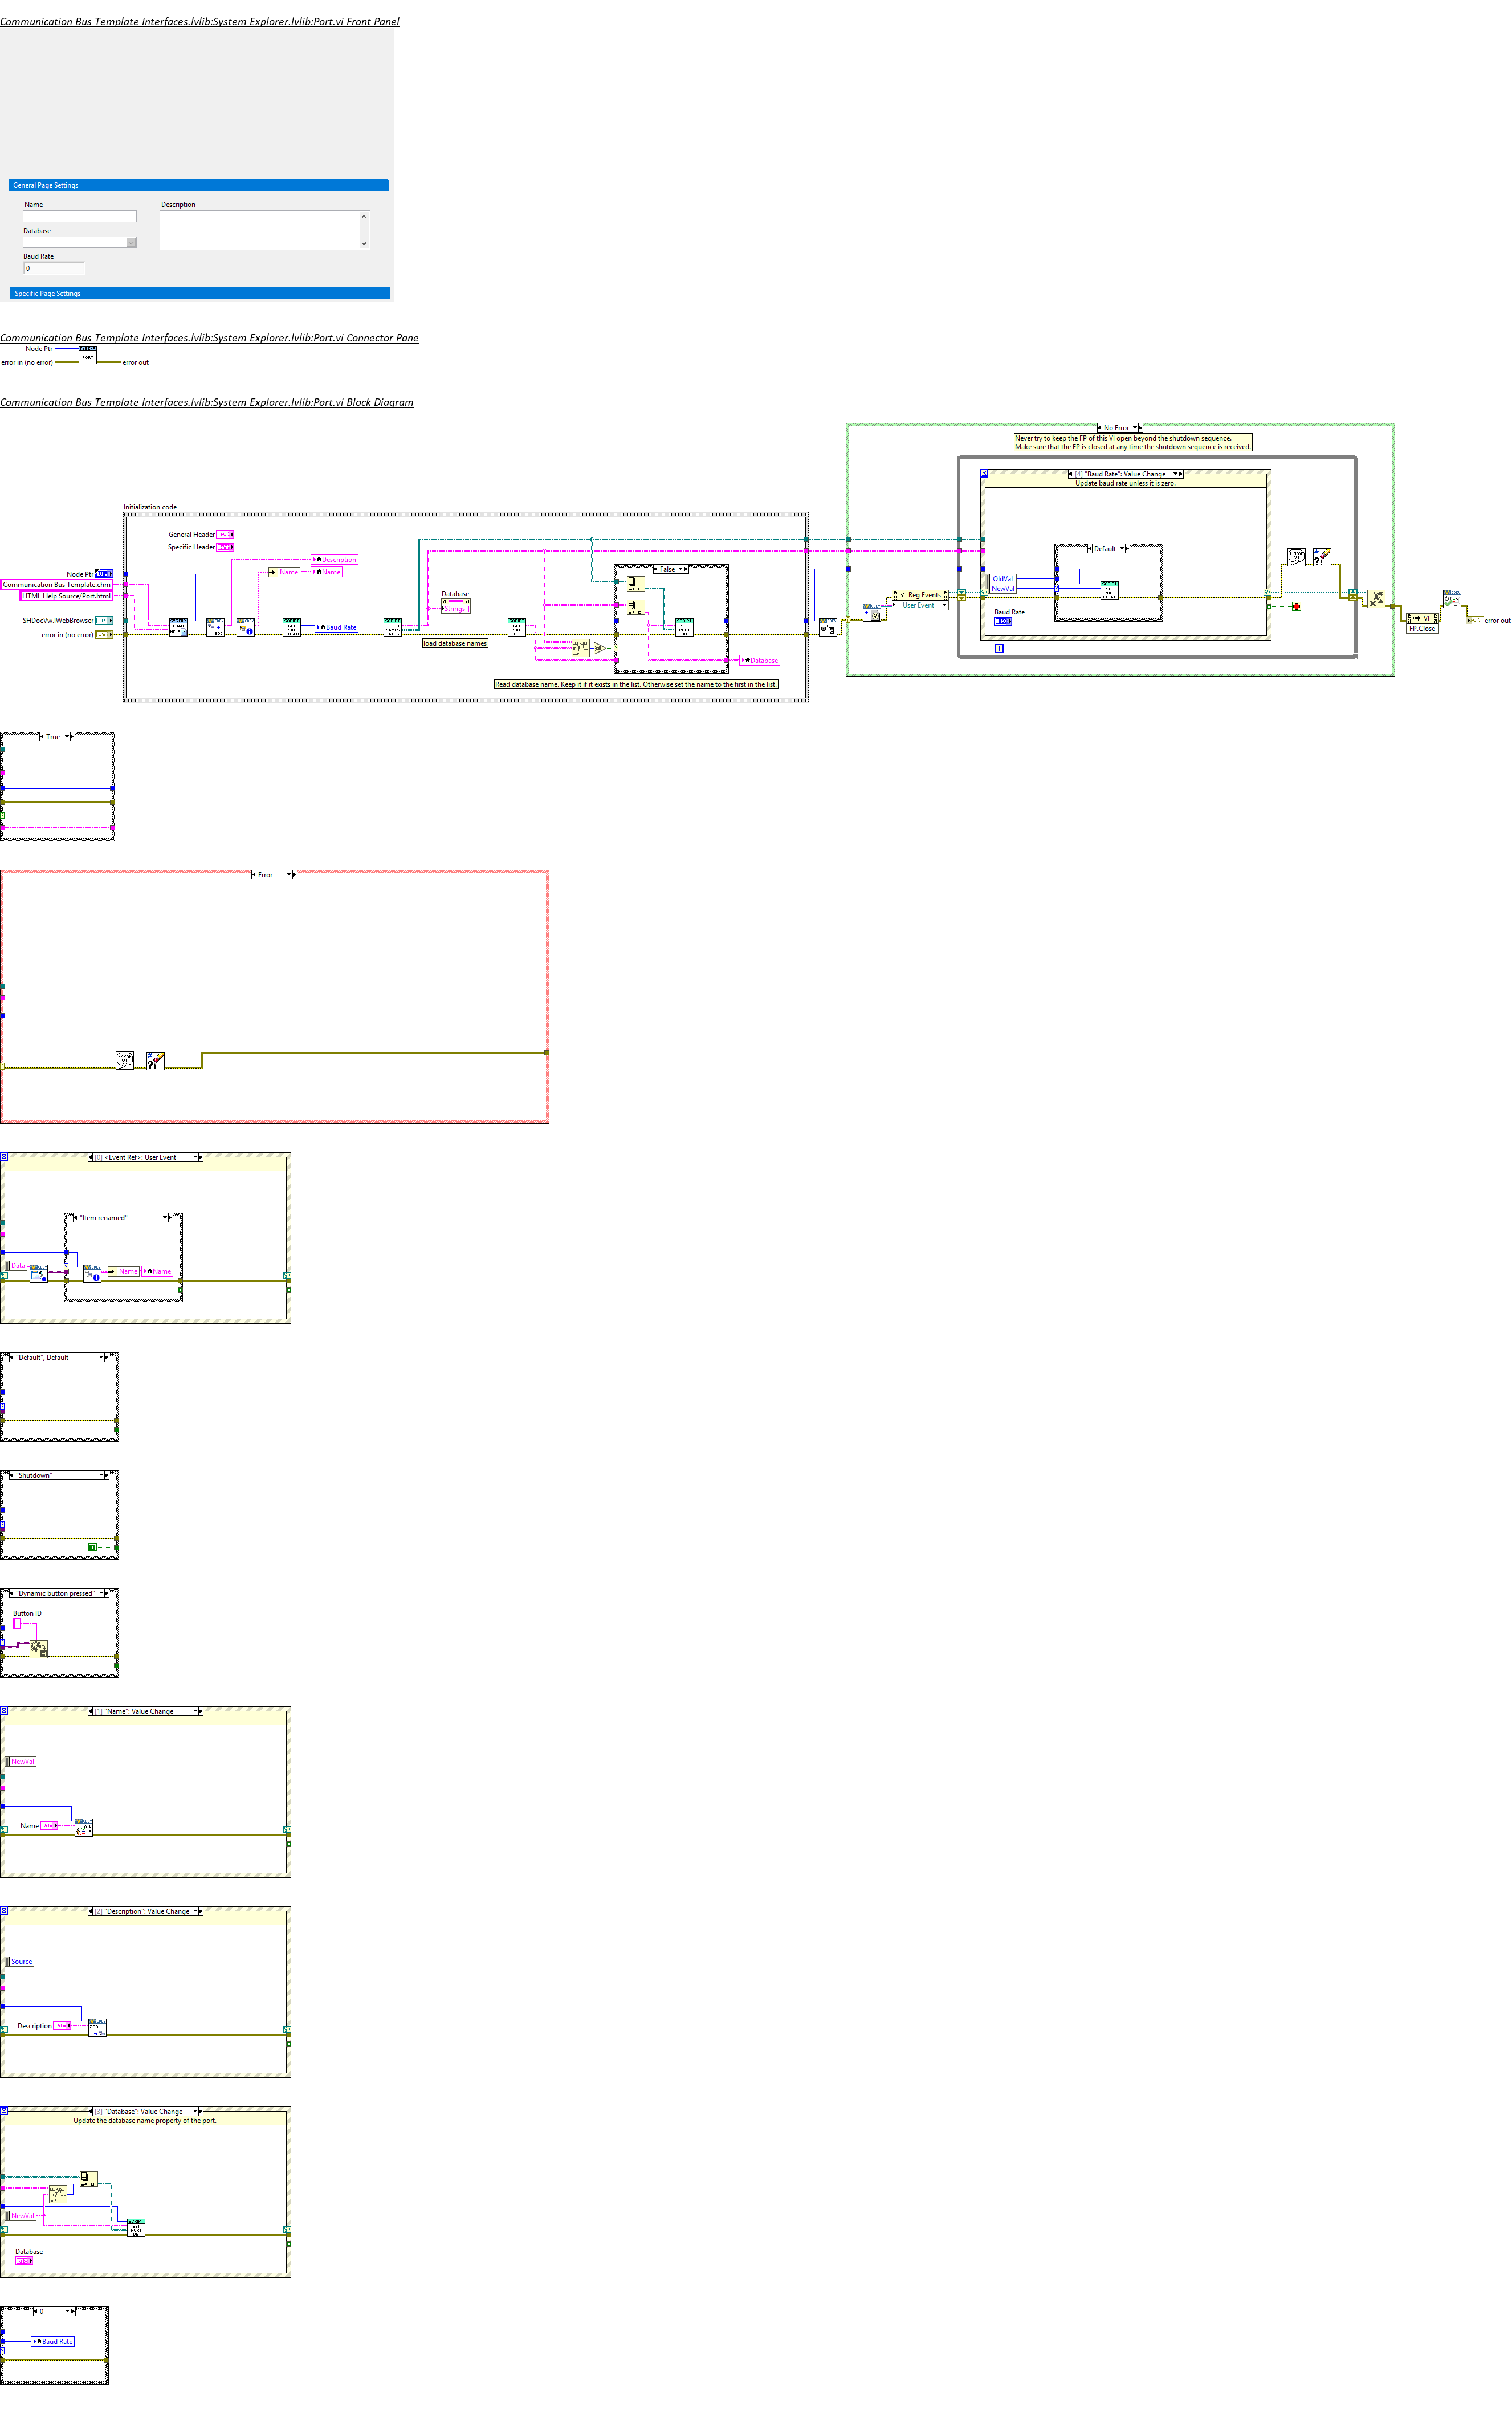 Communication Bus Template Interfaces.lvlib:System Explorer.lvlib:Port.vi Front Panel
General Page Settings
Name
Description
Database
Baud Rate
0
Specific Page Settings
Communication Bus Template Interfaces.lvlib:System Explorer.lvlib:Port.vi Connector Pane
Node Ptr
PORT
error in (no error)
error out
Communication Bus Template Interfaces.lvlib:System Explorer.lvlib:Port.vi Block Diagram
No Error
Never try to keep the FP of this VI open beyond the shutdown sequence.
Make sure that the FP is closed at any time the shutdown sequence is received.
[4] "Baud Rate": Value Change
Update baud rate unless it is zero.
Initialization code
General Header
Specific Header
Description
Name
Name
Default
False
Node Ptr
Communication Bus Template.chm
HTML Help Source/Port.html
SHDocVw.IWebBrowser
error in (no error)
LOAD
HELP
Baud Rate
Database
Strings[]
load database names
Database
Read database name. Keep it if it exists in the list. Otherwise set the name to the first in the list.
Reg Events
User Event
OldVal
NewVal
Baud Rate
VI
FP.Close
error out
True
Error
[0] <Event Ref>: User Event
"Item renamed"
Data
Name
Name
"Default", Default
"Shutdown"
"Dynamic button pressed"
Button ID
[1] "Name": Value Change
NewVal
Name
[2] "Description": Value Change
Source
Description
[3] "Database": Value Change
Update the database name property of the port.
NewVal
Database
0
Baud Rate